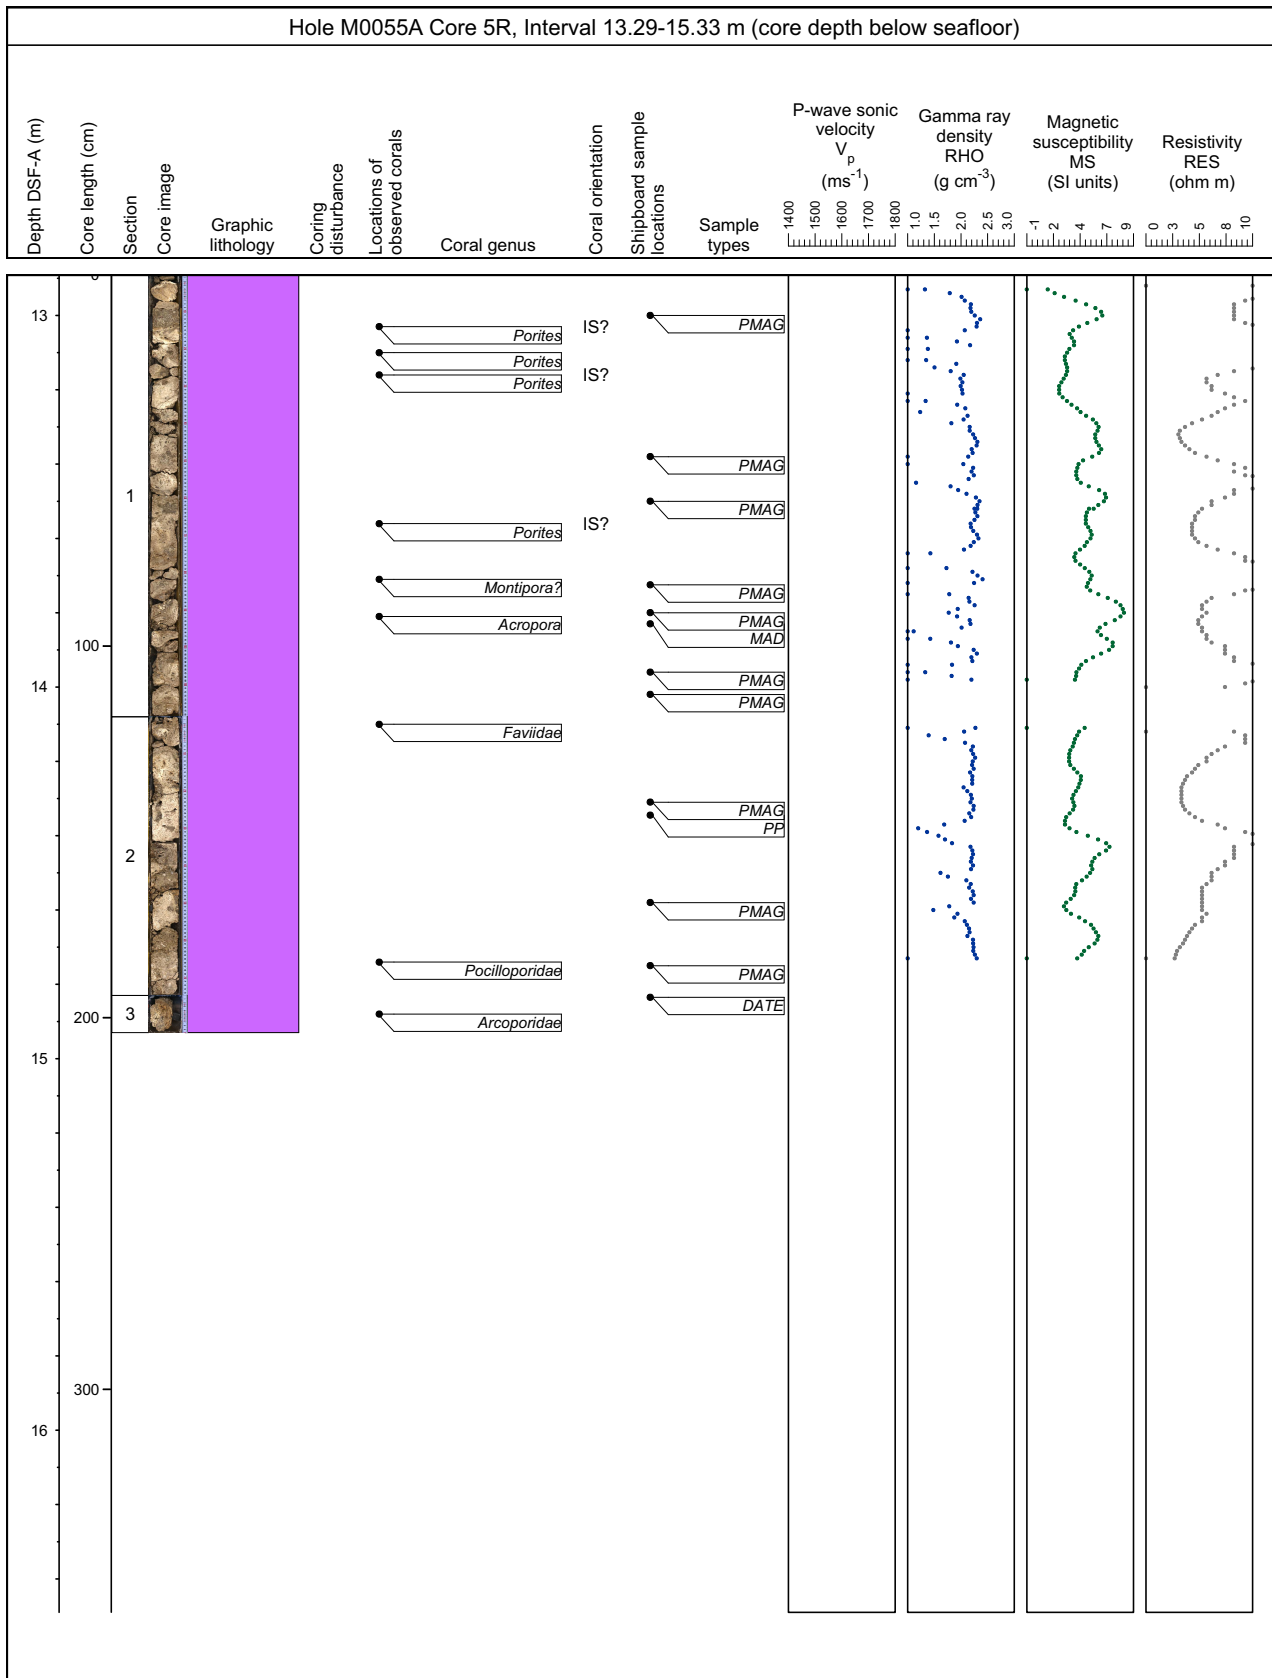 Hole M0055A Core 5R, Interval 13.29-15.33 m (core depth below seafloor)
Depth DSF-A (m)
Core length (cm)
Section
Core image
Graphic
lithology
Coring
disturbance
Locations of
observed corals
Coral genus
Coral orientation
Shipboard sample
locations
Sample
types
P-wave sonic
velocity
Vp
(ms-1)
1400
1500
1600
1700
1800
Gamma ray
density
RHO
(g cm-3)
1.0
1.5
2.0
2.5
3.0
Magnetic
susceptibility
MS
(SI units)
-1
2
4
7
9
Resistivity
RES
(ohm m)
0
3
5
8
10
0
13
IS?
PMAG
Porites
Porites
IS?
Porites
PMAG
1
PMAG
IS?
Porites
Montipora?
PMAG
Acropora
PMAG
MAD
100
PMAG
14
PMAG
Faviidae
PMAG
PP
2
PMAG
Pocilloporidae
PMAG
DATE
3
200
Arcoporidae
15
300
16